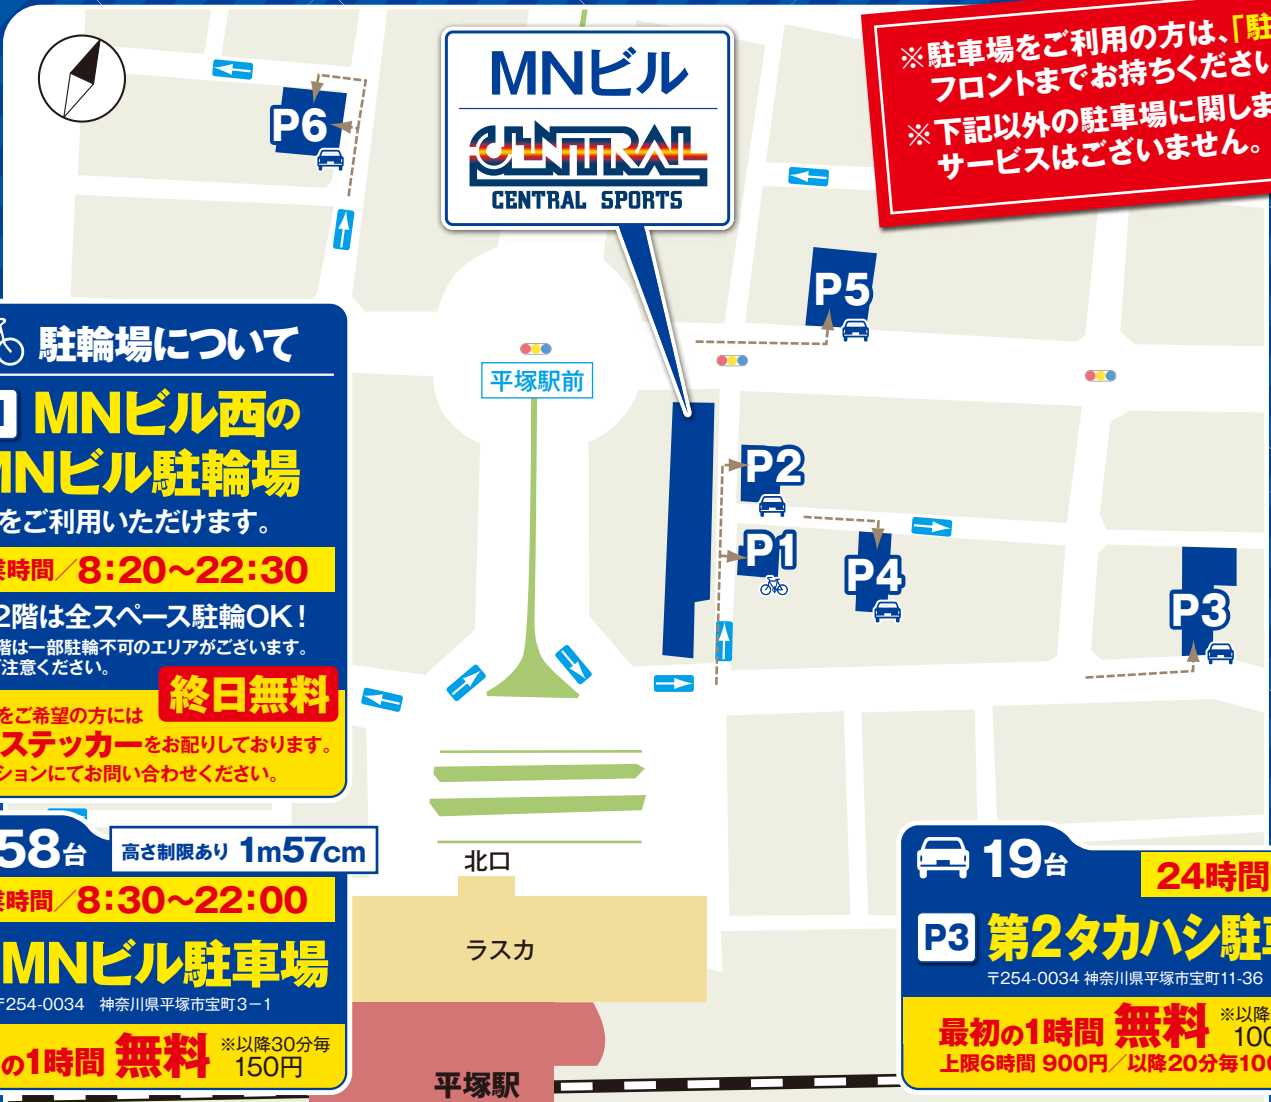 ※駐車場をご利用の方は、「駐
フロントまでお持ちください
※下記以外の駐車場に関しま
サービスはございません。
MNビル
CENTRAL
CENTRAL SPORTS
P6
P5
平塚駅前
P2
P1
P4
P3
駐輪場について
MNビル西の
MNビル駐輪場
をご利用いただけます。
業時間／8:20〜22:30
2階は全スペース駐輪OK！
階は一部駐輪不可のエリアがございます。
ご注意ください。
終日無料
をご希望の方には
ステッカーをお配りしております。
ションにてお問い合わせください。
58台
高さ制限あり 1m57cm
業時間／8:30〜22:00
MNビル駐車場
〒254-0034 神奈川県平塚市宝町3−1
の1時間 無料 ※以降30分毎
150円
北口
ラスカ
平塚駅
19台
24時間
P3 第2タカハシ駐車
〒254-0034 神奈川県平塚市宝町11-36
最初の1時間 無料 ※以降
100
上限6時間 900円／以降20分毎100